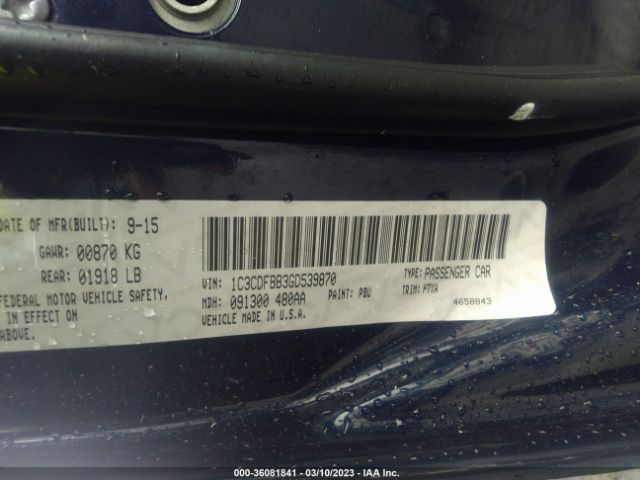 DATE OF MFR(BUILT): 9-15
GAWR: 00870 KG
REAR: 01918 LB
FEDERAL MOTOR VEHICLE SAFETY,
IN EFFECT ON
ABOVE.
VIN: 1C3CDFBB3GD539870
TYPE: PASSENGER CAR
MDH: 091300 480AA
PAINT: PBU
TRIM: M7XA
VEHICLE MADE IN U.S.A.
4658843
000-36081841 - 03/10/2023 - IAA Inc.